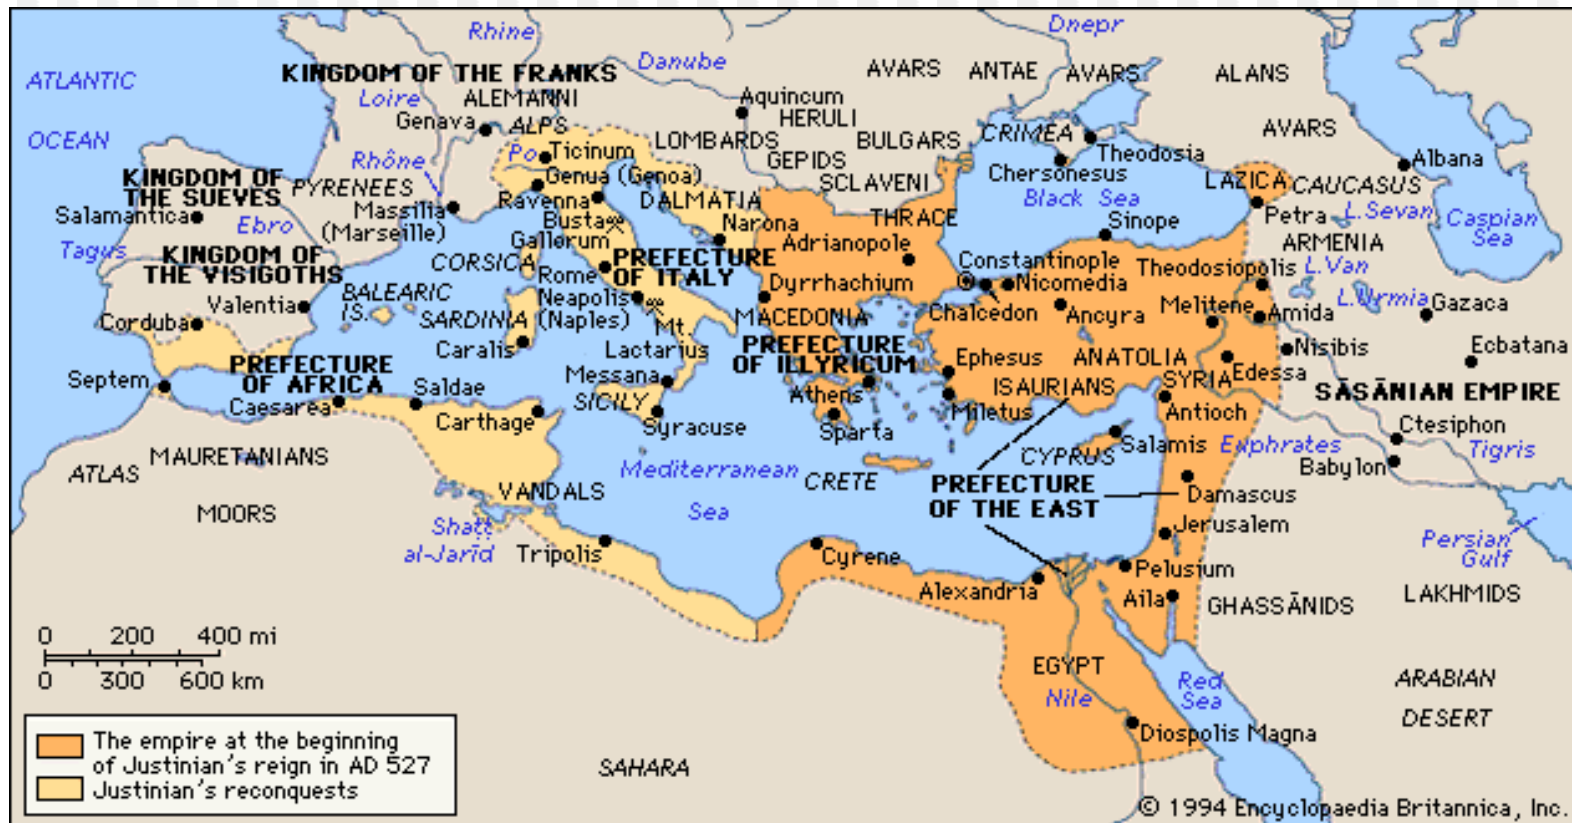 Rhine
Dnepr
Danube
KINGDOM OF THE FRANKS
AVARS
ANTAE
AVARS
ALANS
ATLANTIC
OCEAN
Loire
ALEMANNI
Aquincum
HERULI
Genava
ALPS
LOMBARDS
BULGARS
CRIMEA
AVARS
Po
Ticinum
GEPIDS
Theodosia
Albana
Rhône
KINGDOM OF
THE SUEVES
PYRENEES
Genua (Genoa)
SCLAVENI
Chersonesus
LAZICA
CAUCASUS
Massilia
(Marseille)
Ravenna
DALMATIA
Black Sea
Petra
L.Sevan
Caspian
Sea
Salamantica
Ebro
Busta
Gallorum
Narona
THRACE
Sinope
Tagus
KINGDOM OF
THE VISIGOTHS
CORSICA
PREFECTURE
OF ITALY
Adrianopole
ARMENIA
Rome
Constantinople
Theodosiopolis
L.Van
BALEARIC
IS.
Valentia
Dyrrhachium
Nicomedia
Neapolis
(Naples)
Melitene
L.Urmia
Gazaca
Corduba
SARDINIA
Mt.
Lactarius
MACEDONIA
Chalcedon
Ancyra
Amida
Caralis
PREFECTURE
OF ILLYRICUM
Ephesus
ANATOLIA
Nisibis
Ecbatana
PREFECTURE
OF AFRICA
Septem
Saldae
Messana
ISAURIANS
SYRIA
Edessa
SĀSĀNIAN EMPIRE
Caesarea
SICILY
Athens
Miletus
Antioch
Carthage
Syracuse
Sparta
Salamis
Euphrates
Ctesiphon
Tigris
MAURETANIANS
ATLAS
Mediterranean
Sea
CYPRUS
Babylon
CRETE
PREFECTURE
OF THE EAST
Damascus
VANDALS
MOORS
Shaṭṭ
al-Jarīd
Jerusalem
Persian
Gulf
Tripolis
Cyrene
Pelusium
Alexandria
Aila
GHASSĀNIDS
LAKHMIDS
0 200 400 mi
0 300 600 km
EGYPT
Nile
Red
Sea
ARABIAN
DESERT
Diospolis Magna
The empire at the beginning
of Justinian's reign in AD 527
Justinian's reconquests
SAHARA
© 1994 Encyclopaedia Britannica, Inc.